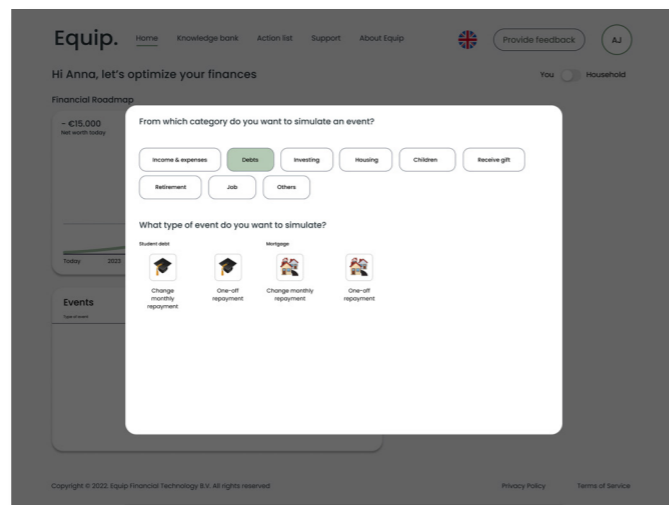 Equip.
Home Knowledge bank Action list Support About Equip Provide feedback AJ
Hi Anna, let's optimize your finances You Household
Financial Roadmap
- €15.000
Net worth today
From which category do you want to simulate an event?
Income & expenses Debts Investing Housing Children Receive gift
Retirement Job Others
What type of event do you want to simulate?
Student debt Mortgage
Change monthly repayment One-off repayment Change monthly repayment One-off repayment
Today 2023
Events
Type of event
Copyright © 2022. Equip Financial Technology B.V. All rights reserved Privacy Policy Terms of Service